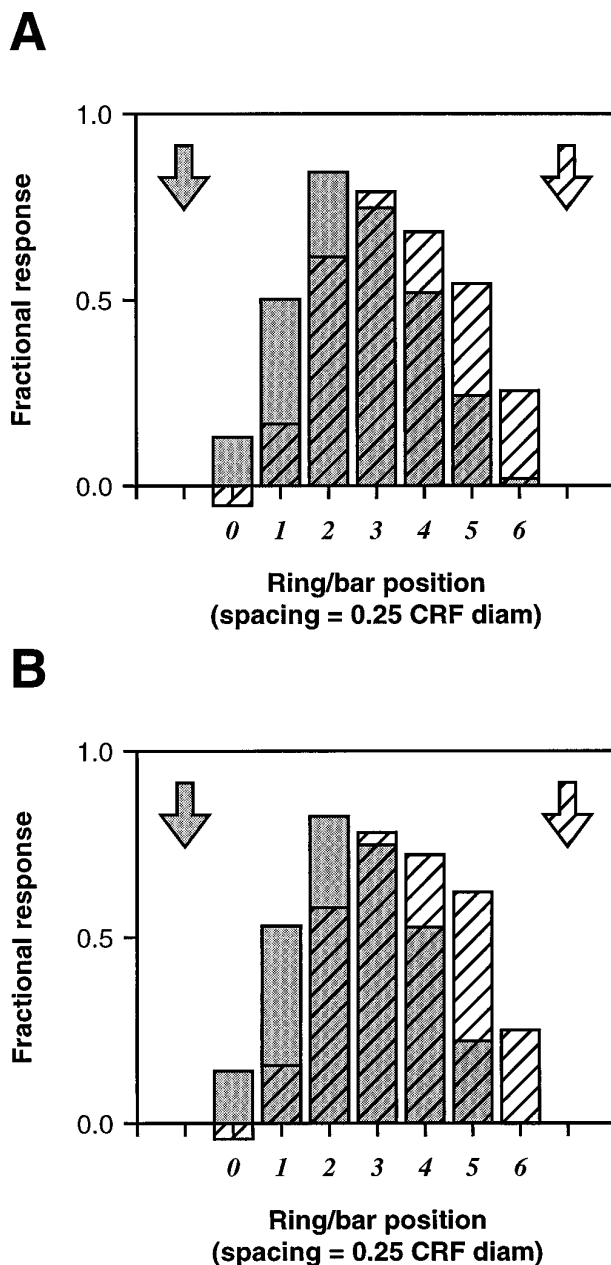 A
1.0
0.5
0.0
Fractional response
0 1 2 3 4 5 6
Ring/bar position
(spacing = 0.25 CRF diam)
B
1.0
0.5
0.0
Fractional response
0 1 2 3 4 5 6
Ring/bar position
(spacing = 0.25 CRF diam)